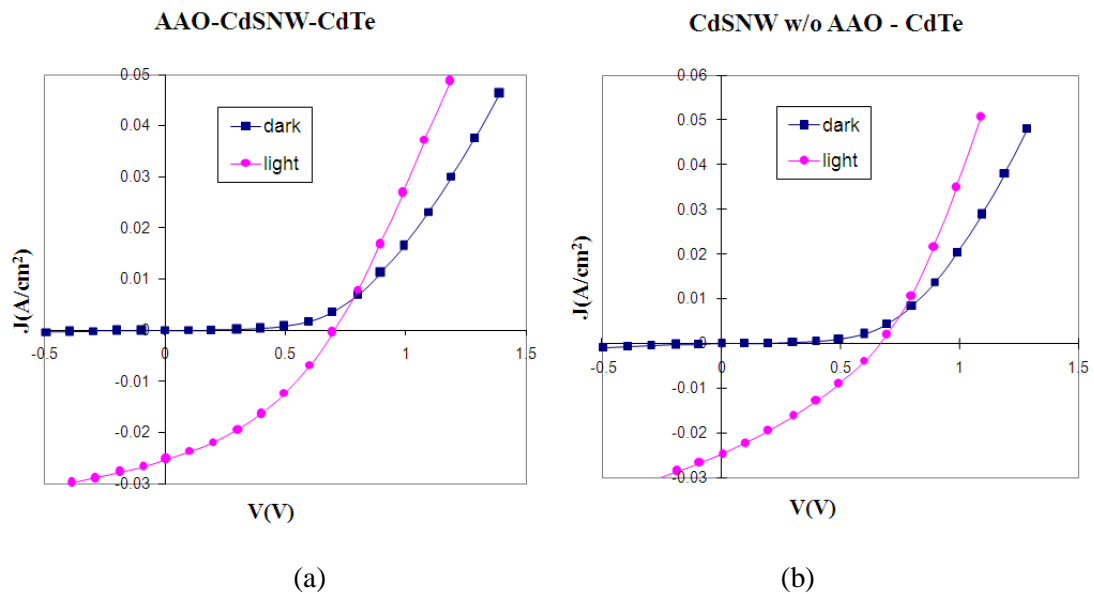 AAO-CdSNW-CdTe
0.05
0.04
0.03
0.02
0.01
0
-0.01
-0.02
-0.03
-0.5
0
0.5
1
1.5
dark
light
J(A/cm²)
V(V)
(a)
CdSNW w/o AAO - CdTe
0.06
0.05
0.04
0.03
0.02
0.01
0.00
-0.01
-0.02
-0.03
-0.5
0
0.5
1
1.5
dark
light
J(A/cm²)
V(V)
(b)